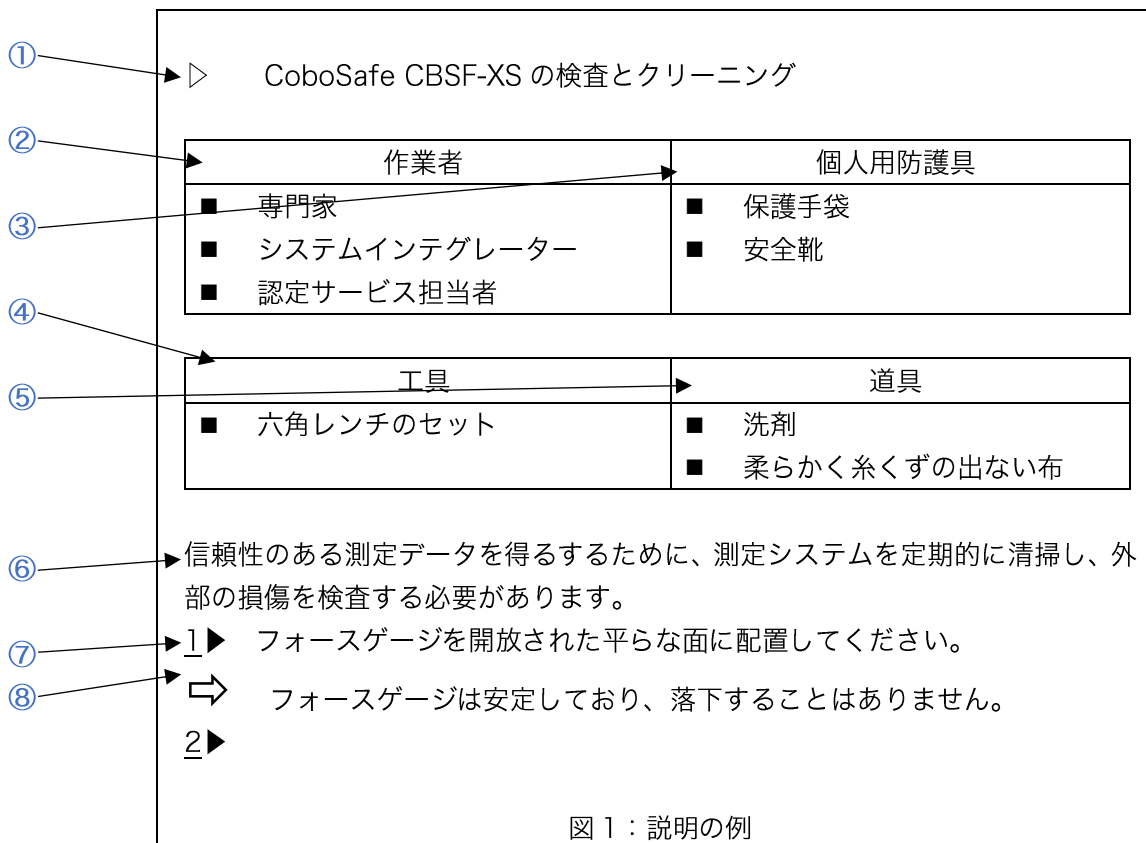 ①
▷ CoboSafe CBSF-XS の検査とクリーニング
②
作業者 個人用防護具
③
■ 専門家 ■ 保護手袋
■ システムインテグレーター ■ 安全靴
■ 認定サービス担当者
④
⑤
工具 道具
■ 六角レンチのセット ■ 洗剤
■ 柔らかく糸くずの出ない布
⑥
信頼性のある測定データを得るするために、測定システムを定期的に清掃し、外
部の損傷を検査する必要があります。
⑦
1▶ フォースゲージを開放された平らな面に配置してください。
⑧
⇨ フォースゲージは安定しており、落下することはありません。
2▶
図 1：説明の例